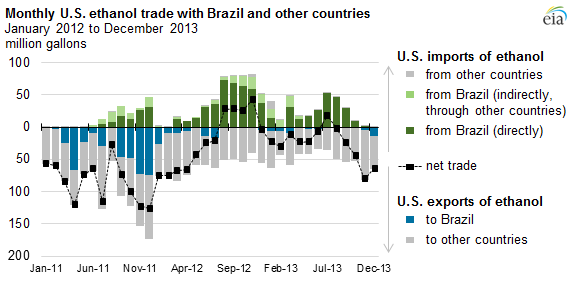 Monthly U.S. ethanol trade with Brazil and other countries
January 2012 to December 2013
million gallons
eia
100
50
0
50
100
150
200
Jan-11 Jun-11 Nov-11 Apr-12 Sep-12 Feb-13 Jul-13 Dec-13
U.S. imports of ethanol
from other countries
from Brazil (indirectly,
through other countries)
from Brazil (directly)
net trade
U.S. exports of ethanol
to Brazil
to other countries